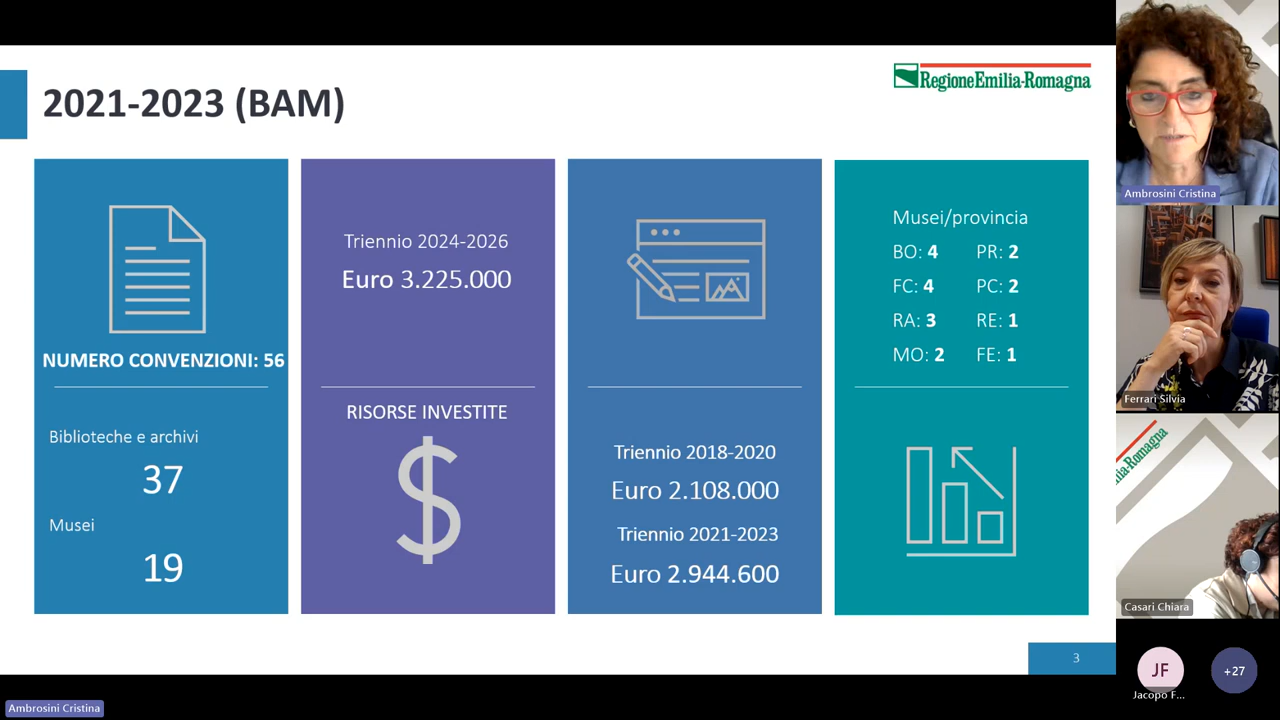 2021-2023 (BAM)
RegioneEmilia-Romagna
NUMERO CONVENZIONI: 56
Biblioteche e archivi
37
Musei
19
Triennio 2024-2026
Euro 3.225.000
RISORSE INVESTITE
$
Triennio 2018-2020
Euro 2.108.000
Triennio 2021-2023
Euro 2.944.600
Musei/provincia
BO: 4 PR: 2
FC: 4 PC: 2
RA: 3 RE: 1
MO: 2 FE: 1
3
Ambrosini Cristina
Ferrari Silvia
ilia-Romagna
Casari Chiara
JF
Jacopo F...
+27
Ambrosini Cristina